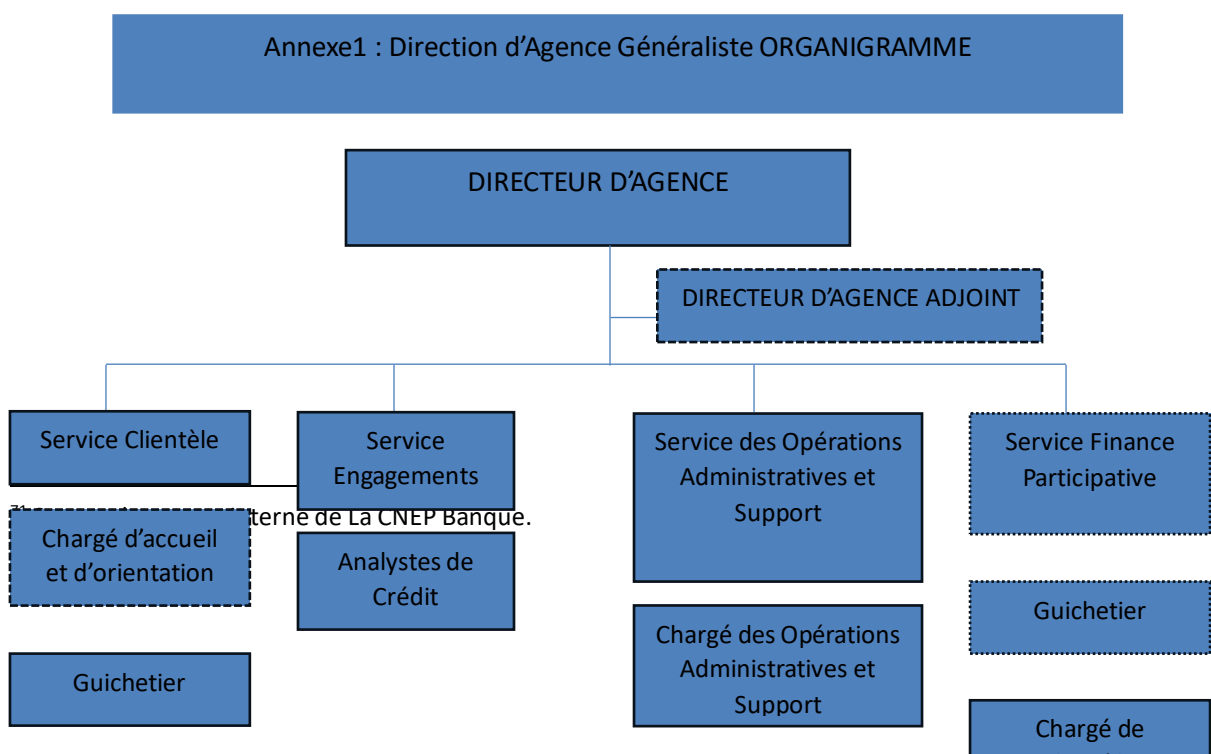 Annexe1 : Direction d’Agence Généraliste ORGANIGRAMME
DIRECTEUR D’AGENCE
DIRECTEUR D’AGENCE ADJOINT
Service Clientèle
Chargé d’accueil
et d’orientation
Guichetier
Service
Engagements
Analystes de
Crédit
Service des Opérations
Administratives et
Support
Chargé des Opérations
Administratives et
Support
Service Finance
Participative
Guichetier
Chargé de
de La CNEP Banque.